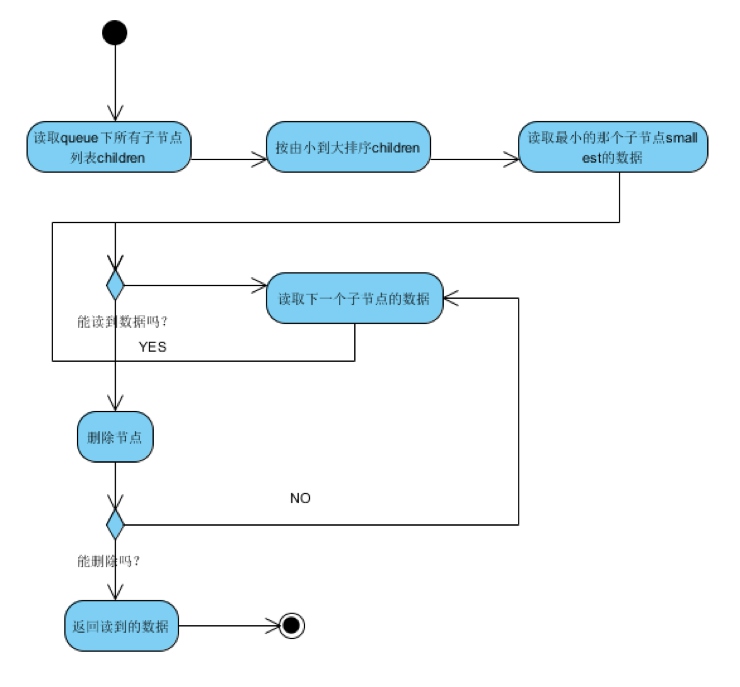 读取queue下所有子节点
列表children
按由小到大排序children
读取最小的那个子节点small
est的数据
读取下一个子节点的数据
能读到数据吗?
YES
删除节点
NO
能删除吗?
返回读到的数据